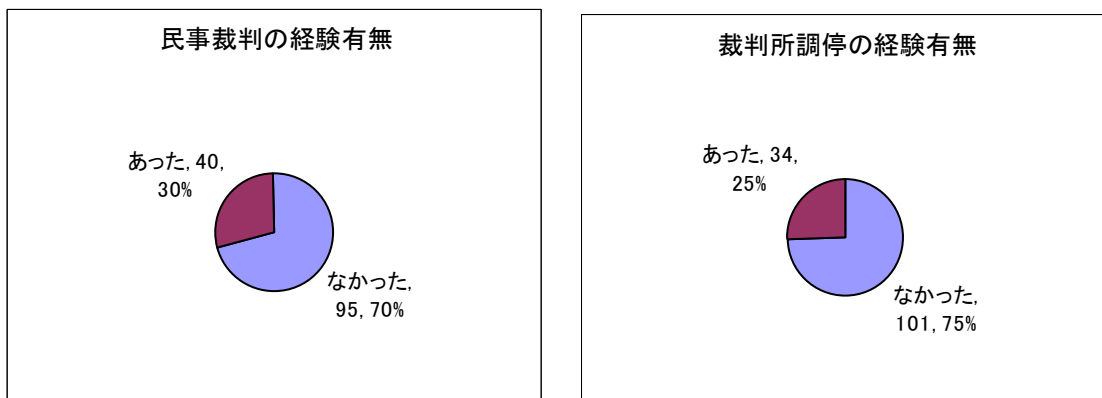 民事裁判の経験有無
あった, 40,
30%
なかった,
95, 70%
裁判所調停の経験有無
あった, 34,
25%
なかった,
101, 75%